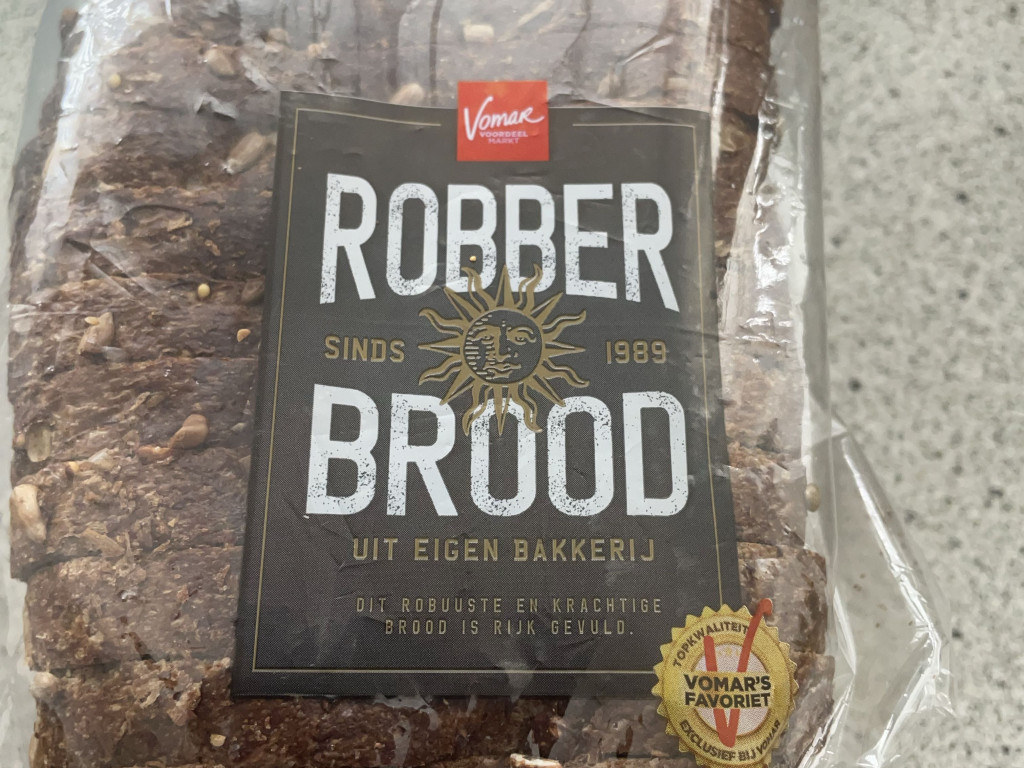 Vomar
VOORDEEL
MARKT
ROBBER
SINDS 1989
BROOD
UIT EIGEN BAKKERIJ
DIT ROBUUSTE EN KRACHTIGE
BROOD IS RIJK GEVULD.
TOPKWALITEIT
V
VOMAR'S
FAVORIET
EXCLUSIEF BIJ VOMAR